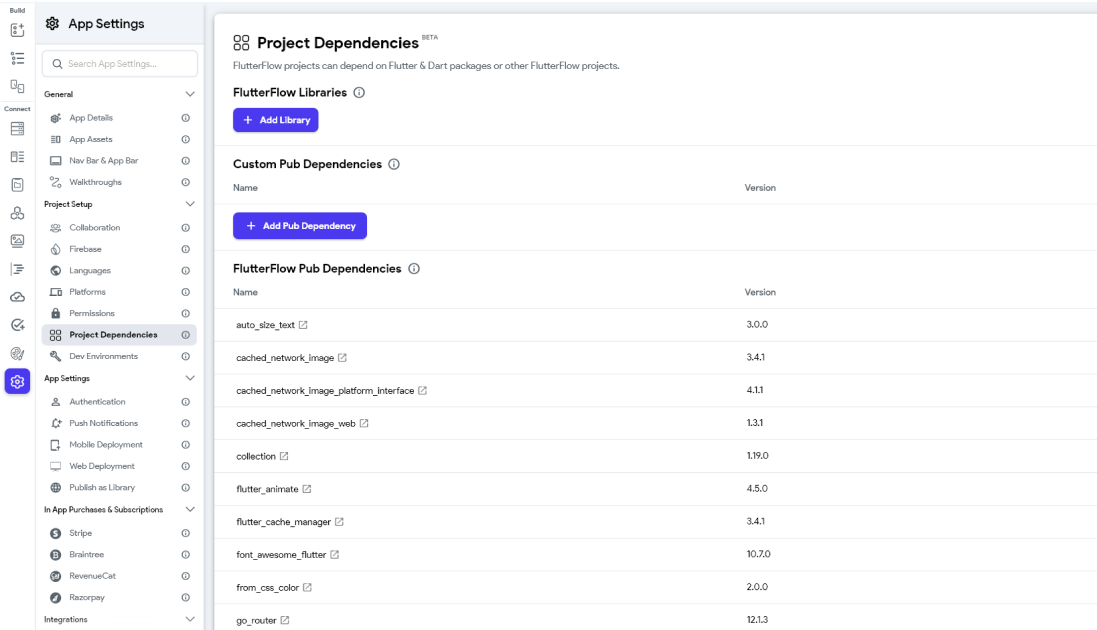 Build
Connect
App Settings
Search App Settings...
General
App Details
App Assets
Nav Bar & App Bar
Walkthroughs
Project Setup
Collaboration
Firebase
Languages
Platforms
Permissions
Project Dependencies
Dev Environments
App Settings
Authentication
Push Notifications
Mobile Deployment
Web Deployment
Publish as Library
In App Purchases & Subscriptions
Stripe
Braintree
RevenueCat
Razorpay
Integrations
Project Dependencies BETA
FlutterFlow projects can depend on Flutter & Dart packages or other FlutterFlow projects.
FlutterFlow Libraries
+ Add Library
Custom Pub Dependencies
Name Version
+ Add Pub Dependency
FlutterFlow Pub Dependencies
Name Version
auto_size_text 3.0.0
cached_network_image 3.4.1
cached_network_image_platform_interface 4.1.1
cached_network_image_web 1.3.1
collection 1.19.0
flutter_animate 4.5.0
flutter_cache_manager 3.4.1
font_awesome_flutter 10.7.0
from_css_color 2.0.0
go_router 12.1.3